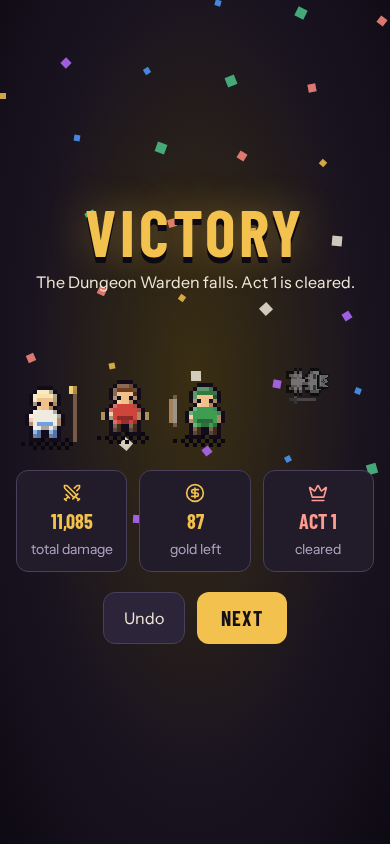 VICTORY
The Dungeon Warden falls. Act 1 is cleared.
11,085
total damage
87
gold left
ACT 1
cleared
Undo
NEXT